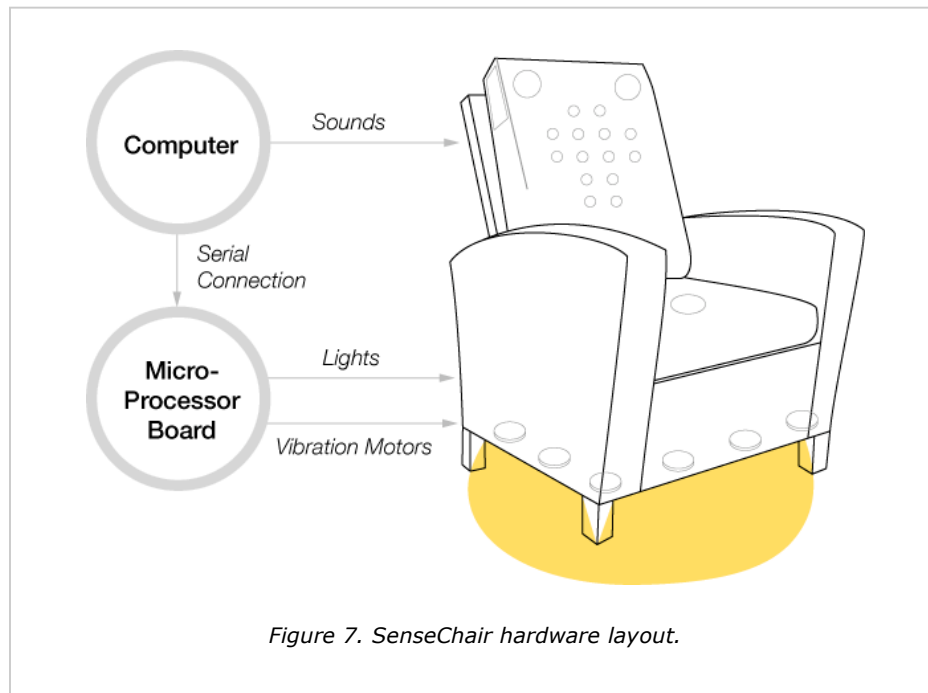 Computer
Sounds
Serial
Connection
Micro-
Processor
Board
Lights
Vibration Motors
Figure 7. SenseChair hardware layout.